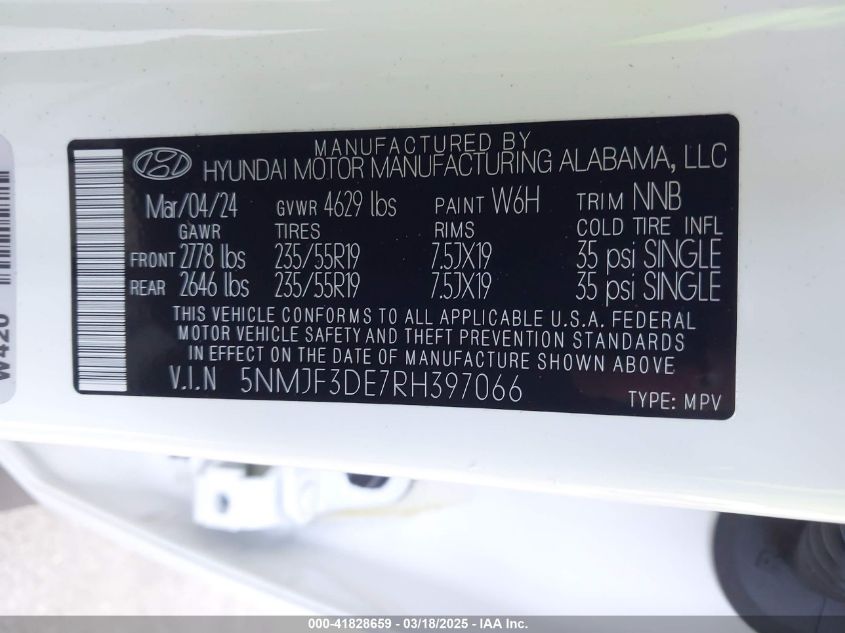 MANUFACTURED BY
HYUNDAI MOTOR MANUFACTURING ALABAMA, LLC
Mar/04/24 GVWR 4629 lbs PAINT W6H TRIM NNB
GAWR TIRES RIMS COLD TIRE INFL
FRONT 2778 lbs 235/55R19 7.5JX19 35 psi SINGLE
REAR 2646 lbs 235/55R19 7.5JX19 35 psi SINGLE
THIS VEHICLE CONFORMS TO ALL APPLICABLE U.S.A. FEDERAL
MOTOR VEHICLE SAFETY AND THEFT PREVENTION STANDARDS
IN EFFECT ON THE DATE OF MANUFACTURE SHOWN ABOVE.
V.I.N 5NMJF3DE7RH397066
TYPE: MPV
W420
000-41828659 - 03/18/2025 - IAA Inc.